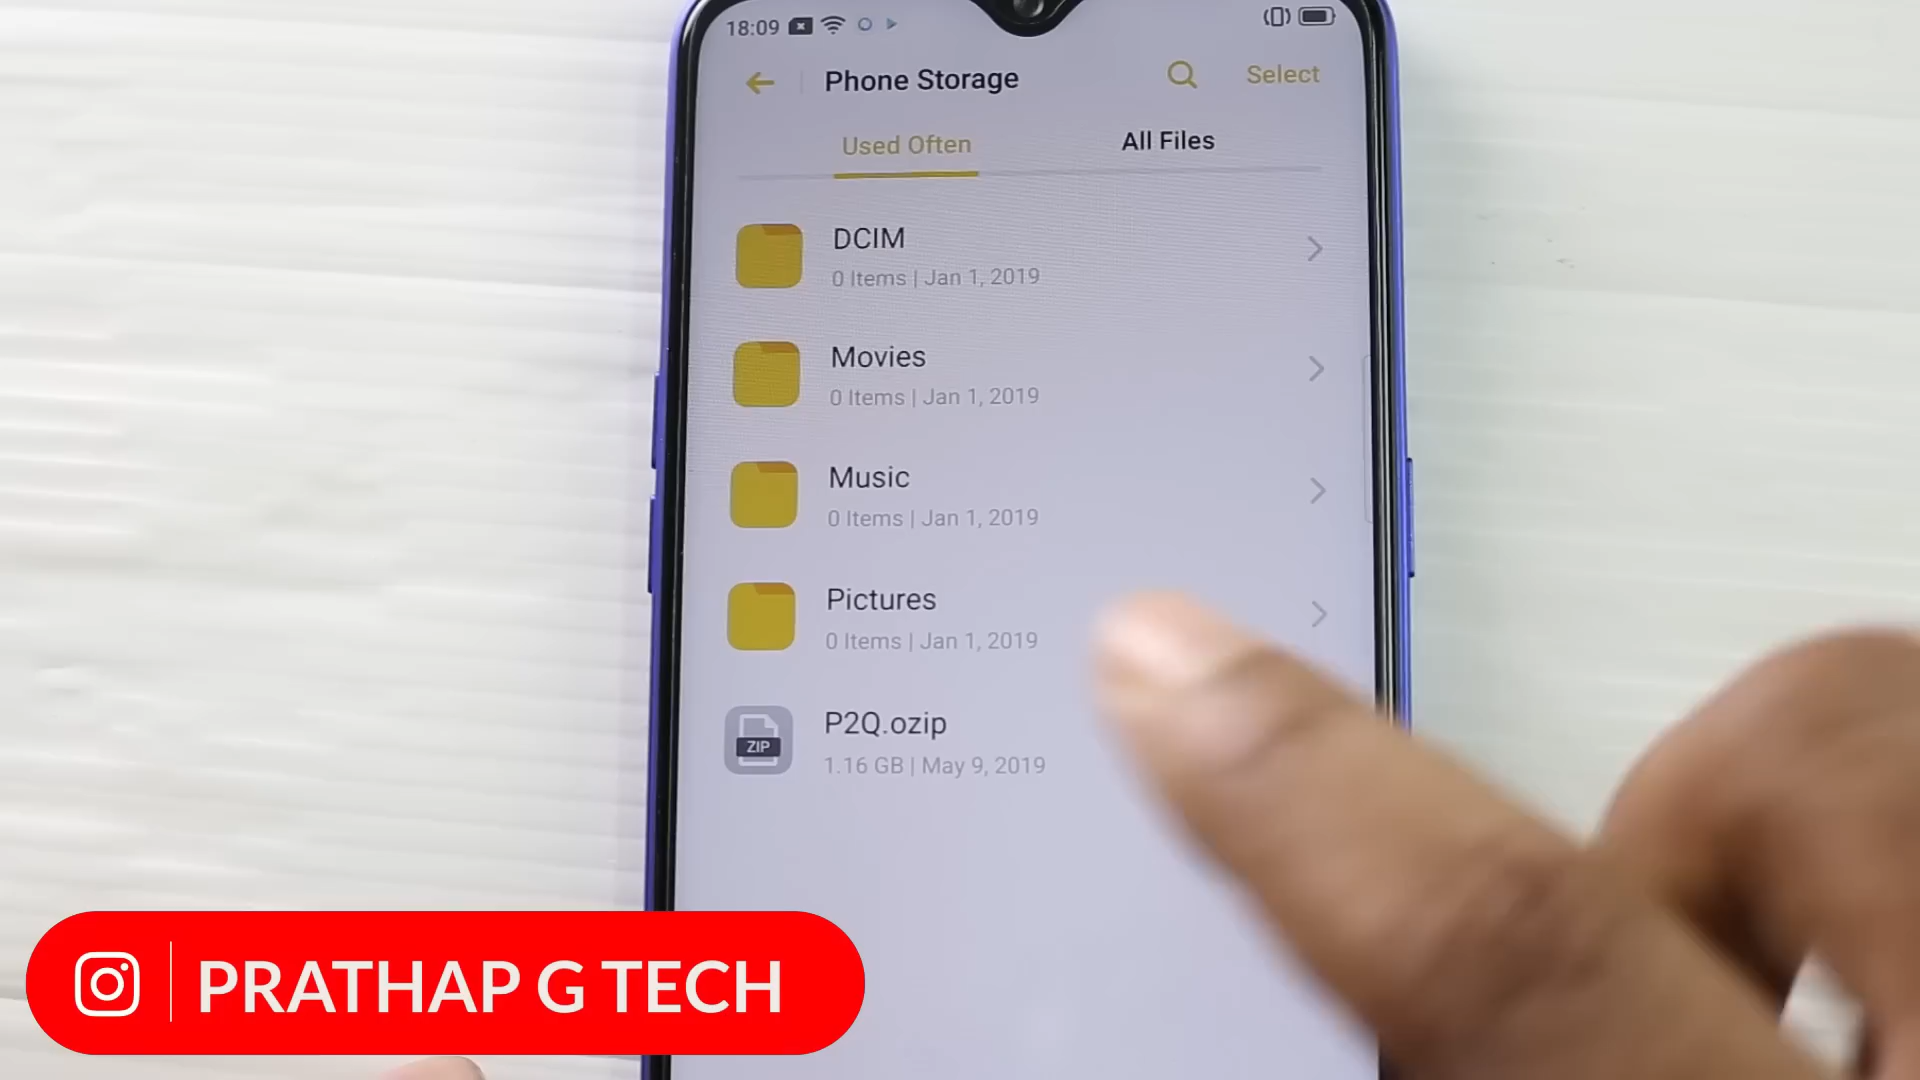 18:09
Phone Storage
Select
Used Often
All Files
DCIM
0 Items | Jan 1, 2019
Movies
0 Items | Jan 1, 2019
Music
0 Items | Jan 1, 2019
Pictures
0 Items | Jan 1, 2019
ZIP
P2Q.ozip
1.16 GB | May 9, 2019
PRATHAP G TECH